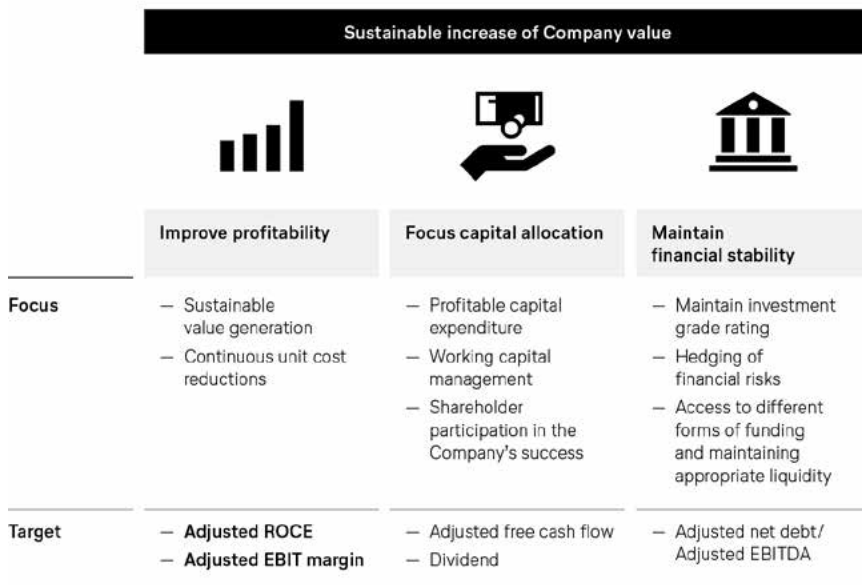 Sustainable increase of Company value
Improve profitability
Focus capital allocation
Maintain
financial stability
Focus
— Sustainable
value generation
— Continuous unit cost
reductions
— Profitable capital
expenditure
— Working capital
management
— Shareholder
participation in the
Company's success
— Maintain investment
grade rating
— Hedging of
financial risks
— Access to different
forms of funding
and maintaining
appropriate liquidity
Target
— Adjusted ROCE
— Adjusted EBIT margin
— Adjusted free cash flow
— Dividend
— Adjusted net debt/
Adjusted EBITDA